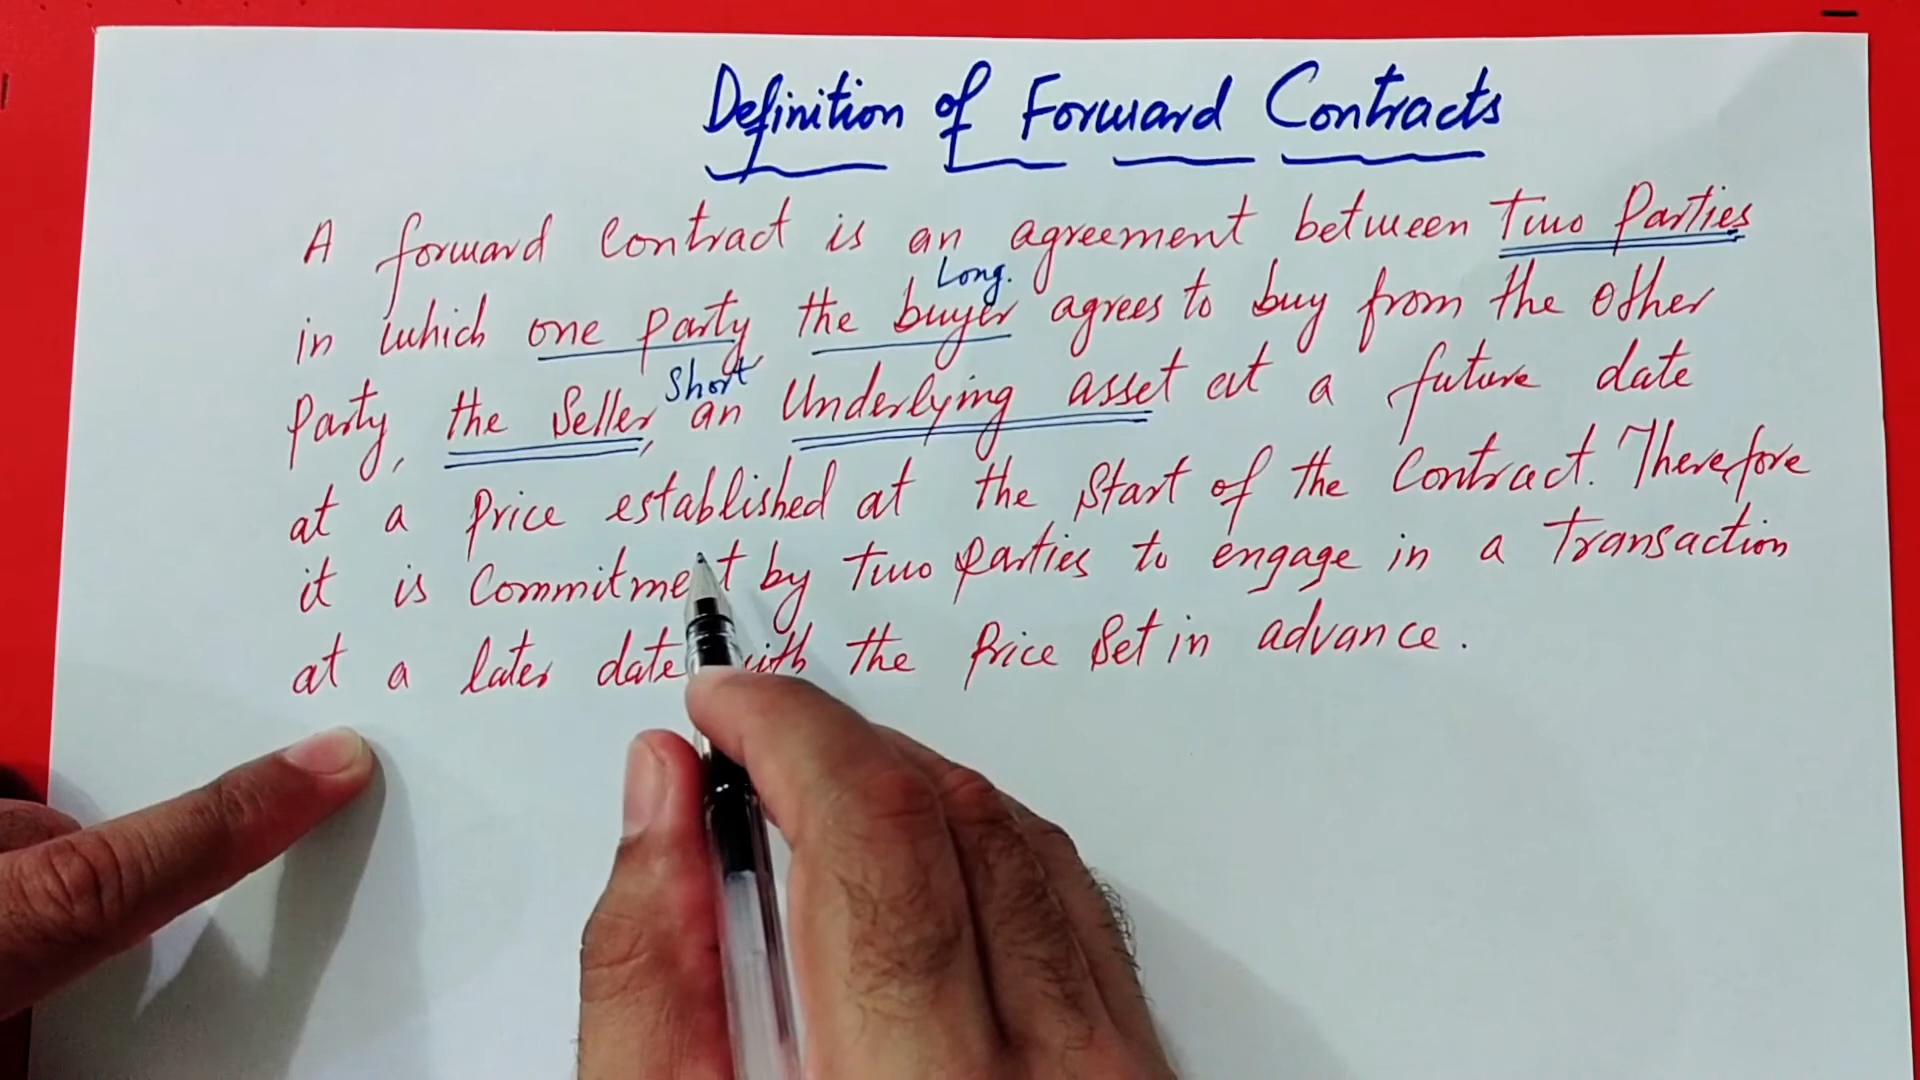 Definition of Forward Contracts
A forward Contract is an agreement between Two Parties
Long.
in which one party the buyer agrees to buy from the other
Short
Party, the Seller, an Underlying asset at a future date
at a Price established at the Start of the Contract. Therefore
it is Commitment by Two Parties to engage in a Transaction
at a later date with the Price Set in advance.